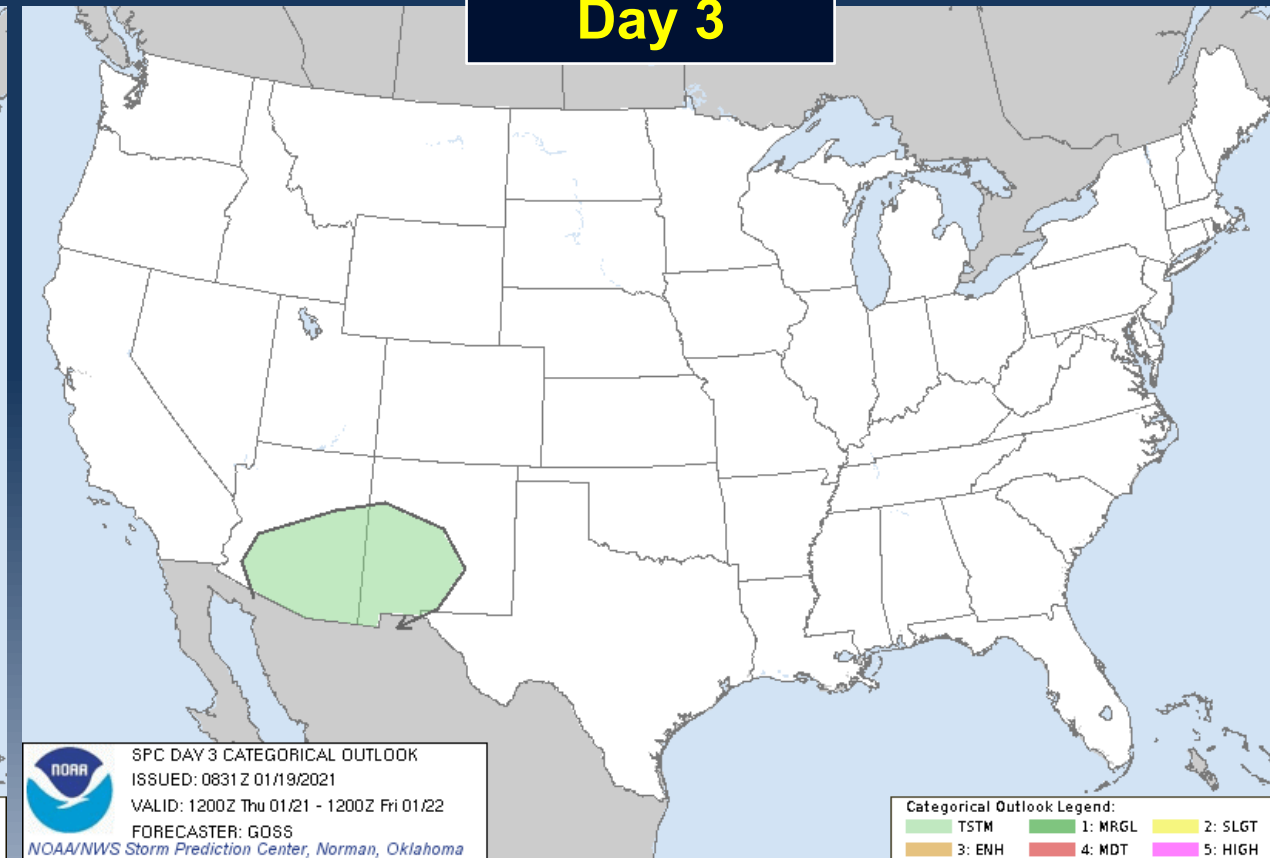 Day 3
NOAA
SPC DAY 3 CATEGORICAL OUTLOOK
ISSUED: 0831Z 01/19/2021
VALID: 1200Z Thu 01/21 - 1200Z Fri 01/22
FORECASTER: GOSS
NOAA/NWS Storm Prediction Center, Norman, Oklahoma
Categorical Outlook Legend:
TSTM 1: MRGL 2: SLGT
3: ENH 4: MDT 5: HIGH